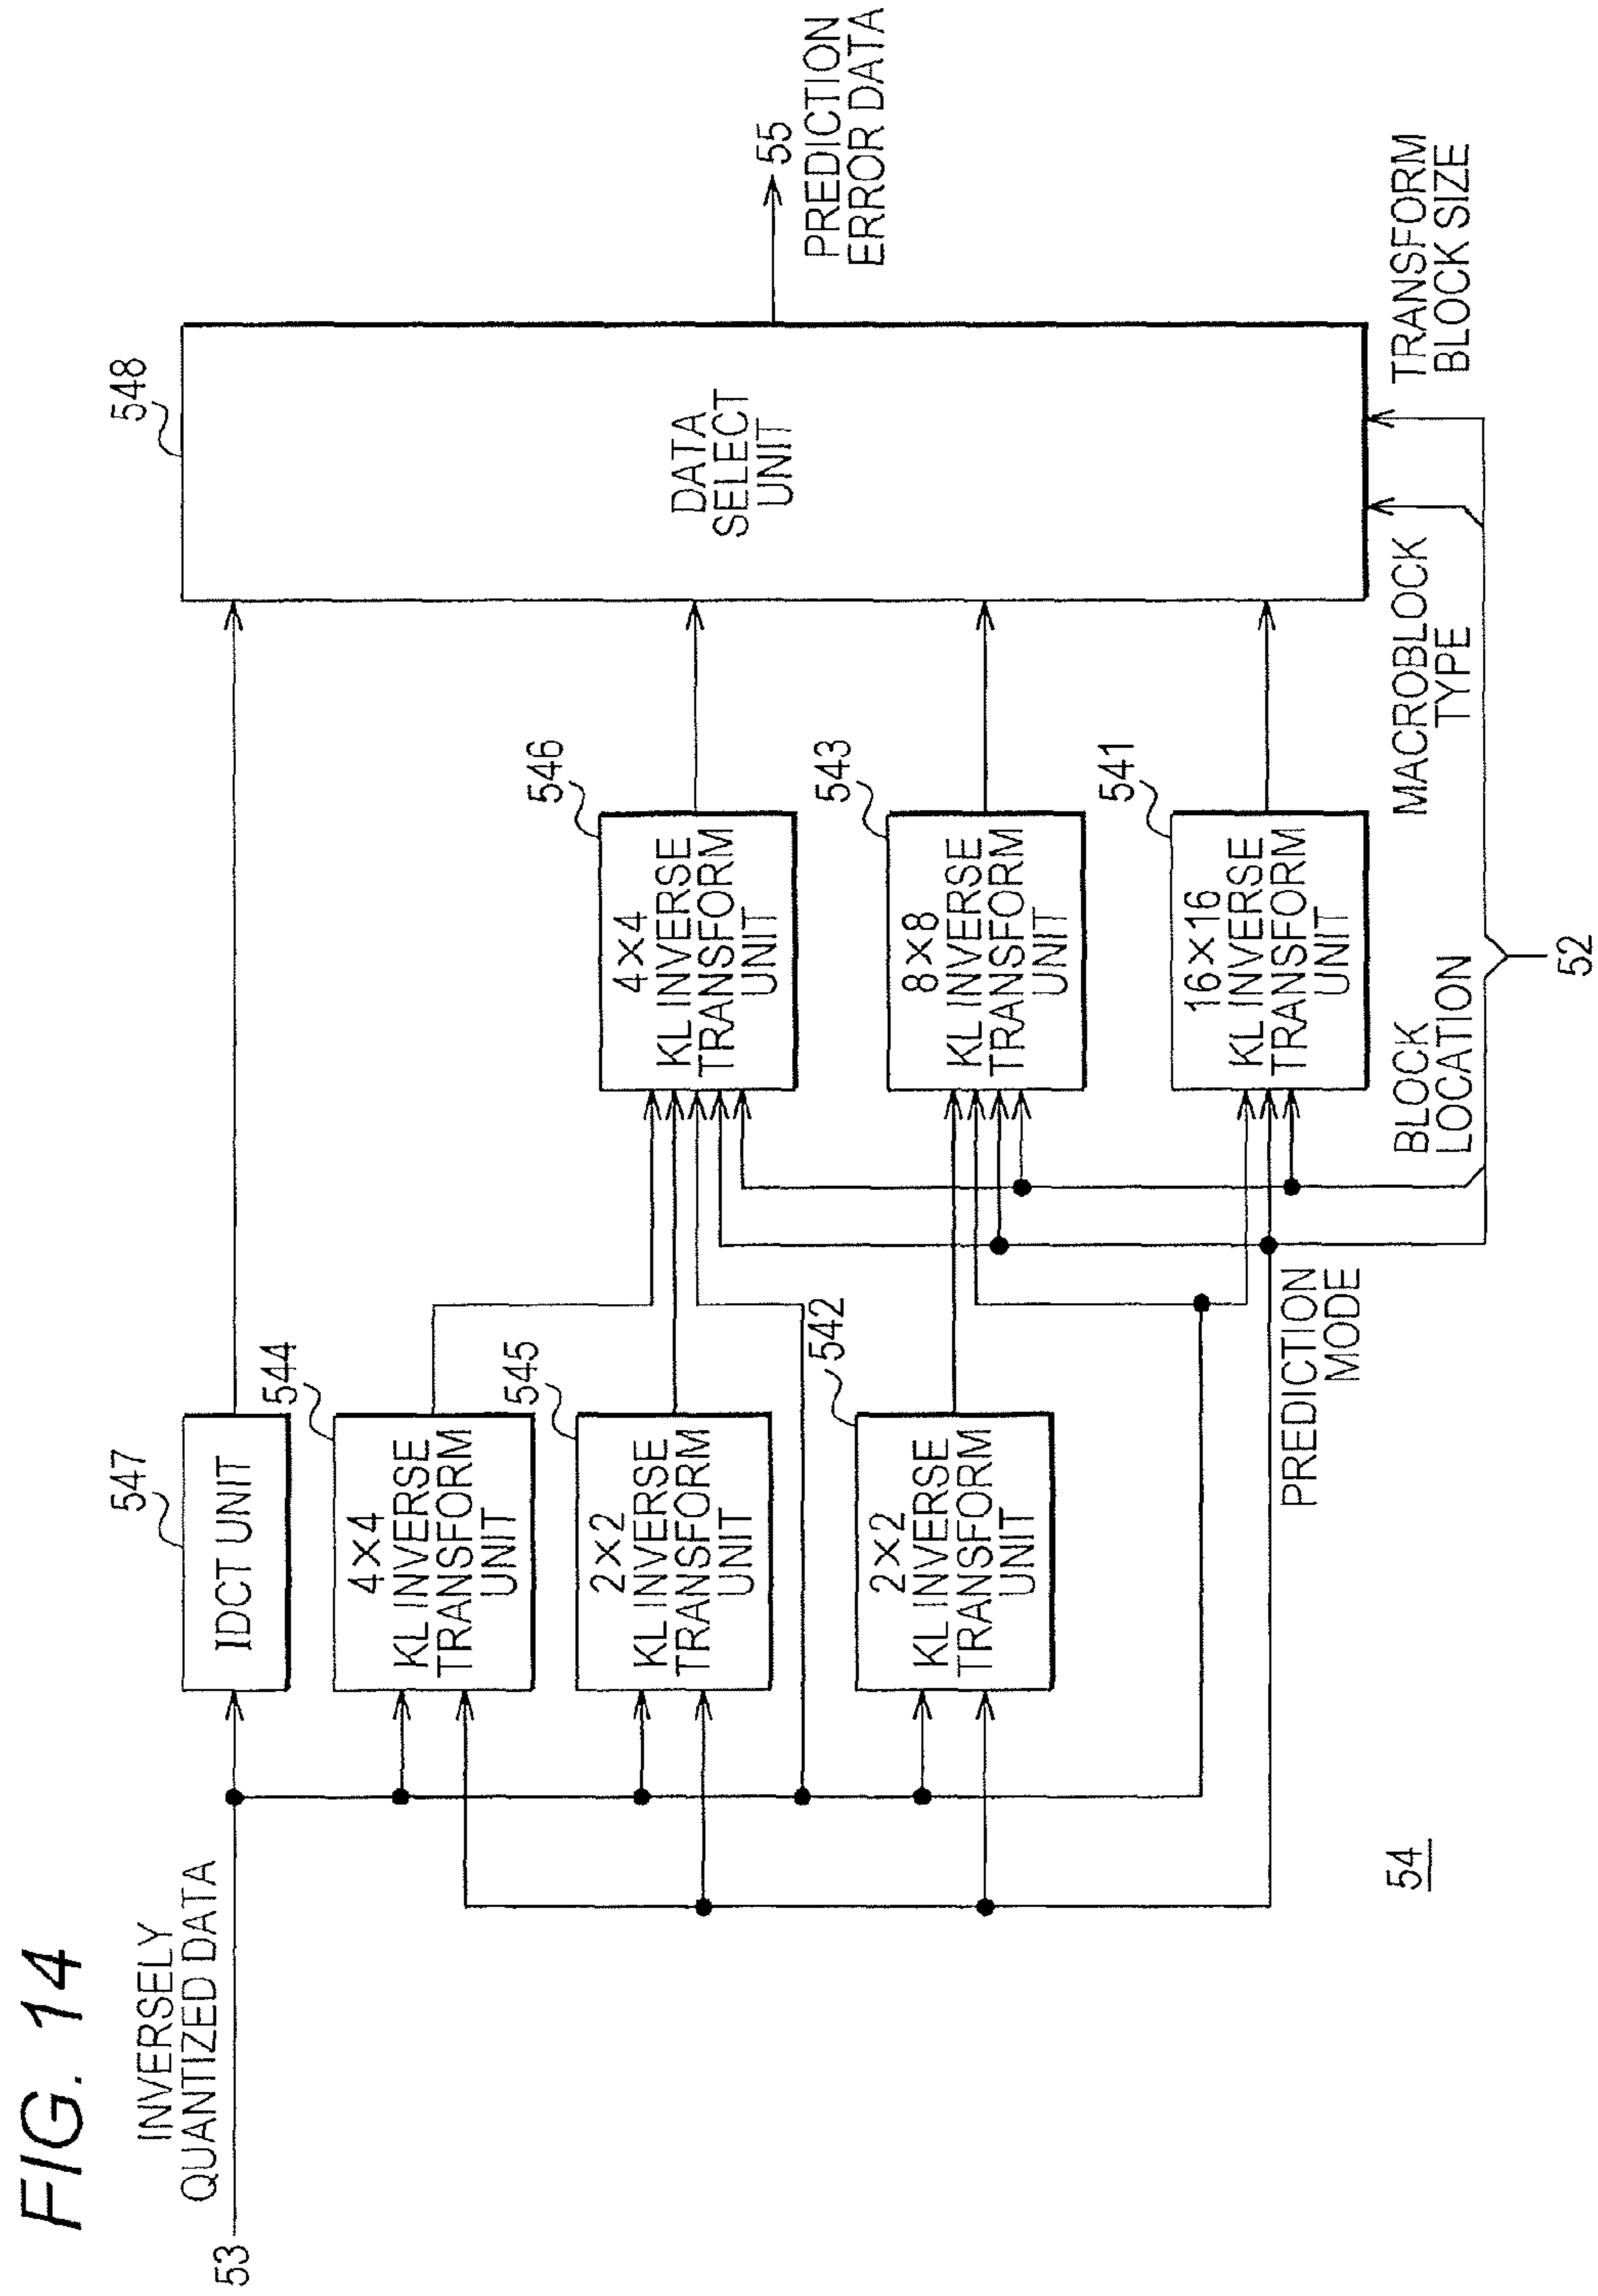 FIG. 14
53
INVERSELY
QUANTIZED DATA
547
IDCT UNIT
544
4×4
KL INVERSE
TRANSFORM
UNIT
545
2×2
KL INVERSE
TRANSFORM
UNIT
542
2×2
KL INVERSE
TRANSFORM
UNIT
546
4×4
KL INVERSE
TRANSFORM
UNIT
543
8×8
KL INVERSE
TRANSFORM
UNIT
541
16×16
KL INVERSE
TRANSFORM
UNIT
548
DATA
SELECT
UNIT
55
PREDICTION
ERROR DATA
PREDICTION
MODE
BLOCK
LOCATION
MACROBLOCK
TYPE
TRANSFORM
BLOCK SIZE
52
54